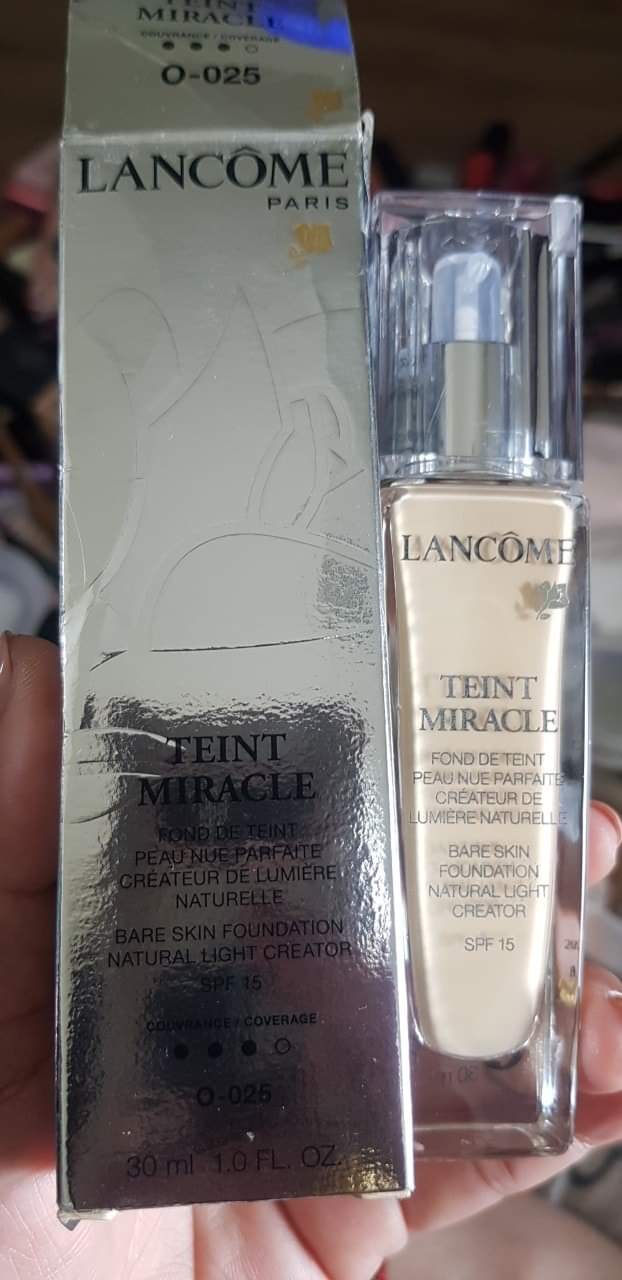 TEINT
MIRACLE
COUVRANCE / COVERAGE
O-025
LANCÔME
PARIS
TEINT
MIRACLE
FOND DE TEINT
PEAU NUE PARFAITE
CRÉATEUR DE LUMIÈRE
NATURELLE
BARE SKIN FOUNDATION
NATURAL LIGHT CREATOR
SPF 15
COUVRANCE / COVERAGE
O-025
30 ml 1.0 FL. OZ.
LANCÔME
TEINT
MIRACLE
FOND DE TEINT
PEAU NUE PARFAITE
CRÉATEUR DE
LUMIÈRE NATURELLE
BARE SKIN
FOUNDATION
NATURAL LIGHT
CREATOR
SPF 15